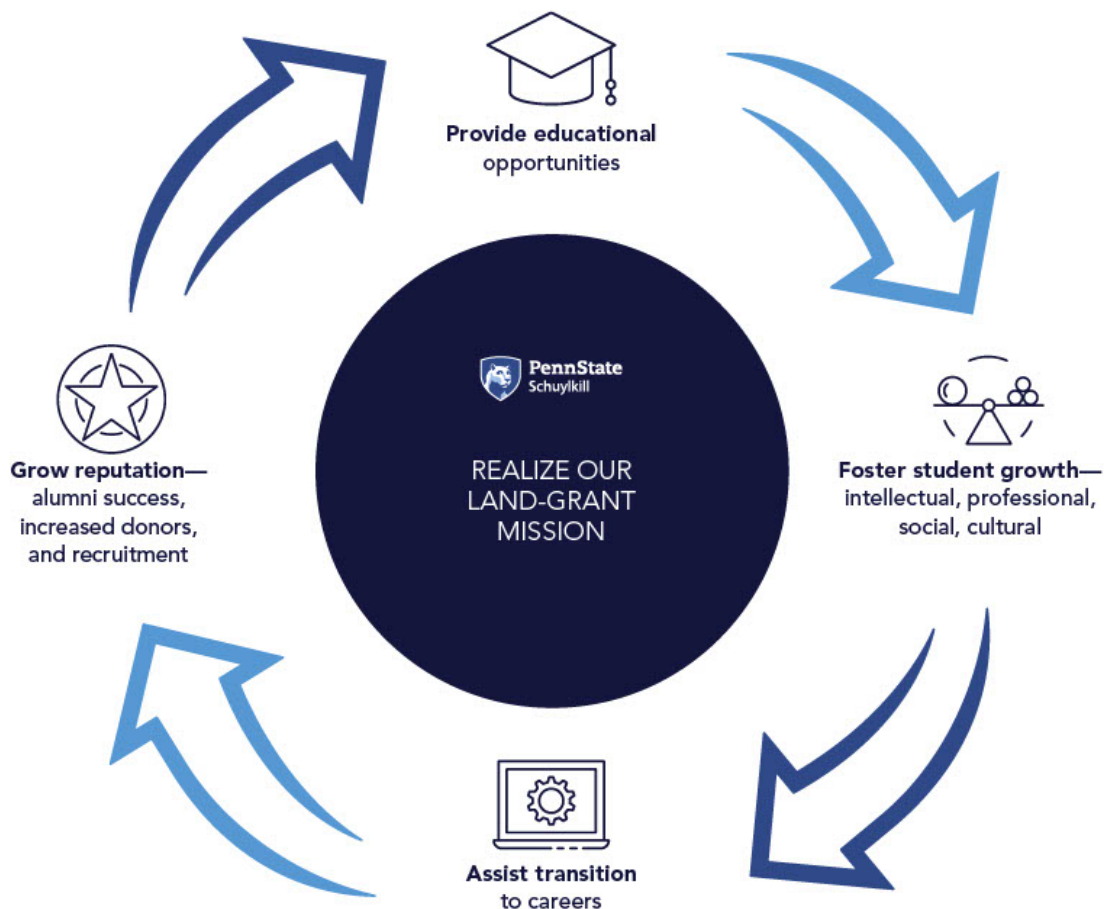 Provide educational
opportunities
PennState
Schuylkill
REALIZE OUR
LAND-GRANT
MISSION
Grow reputation—
alumni success,
increased donors,
and recruitment
Foster student growth—
intellectual, professional,
social, cultural
Assist transition
to careers